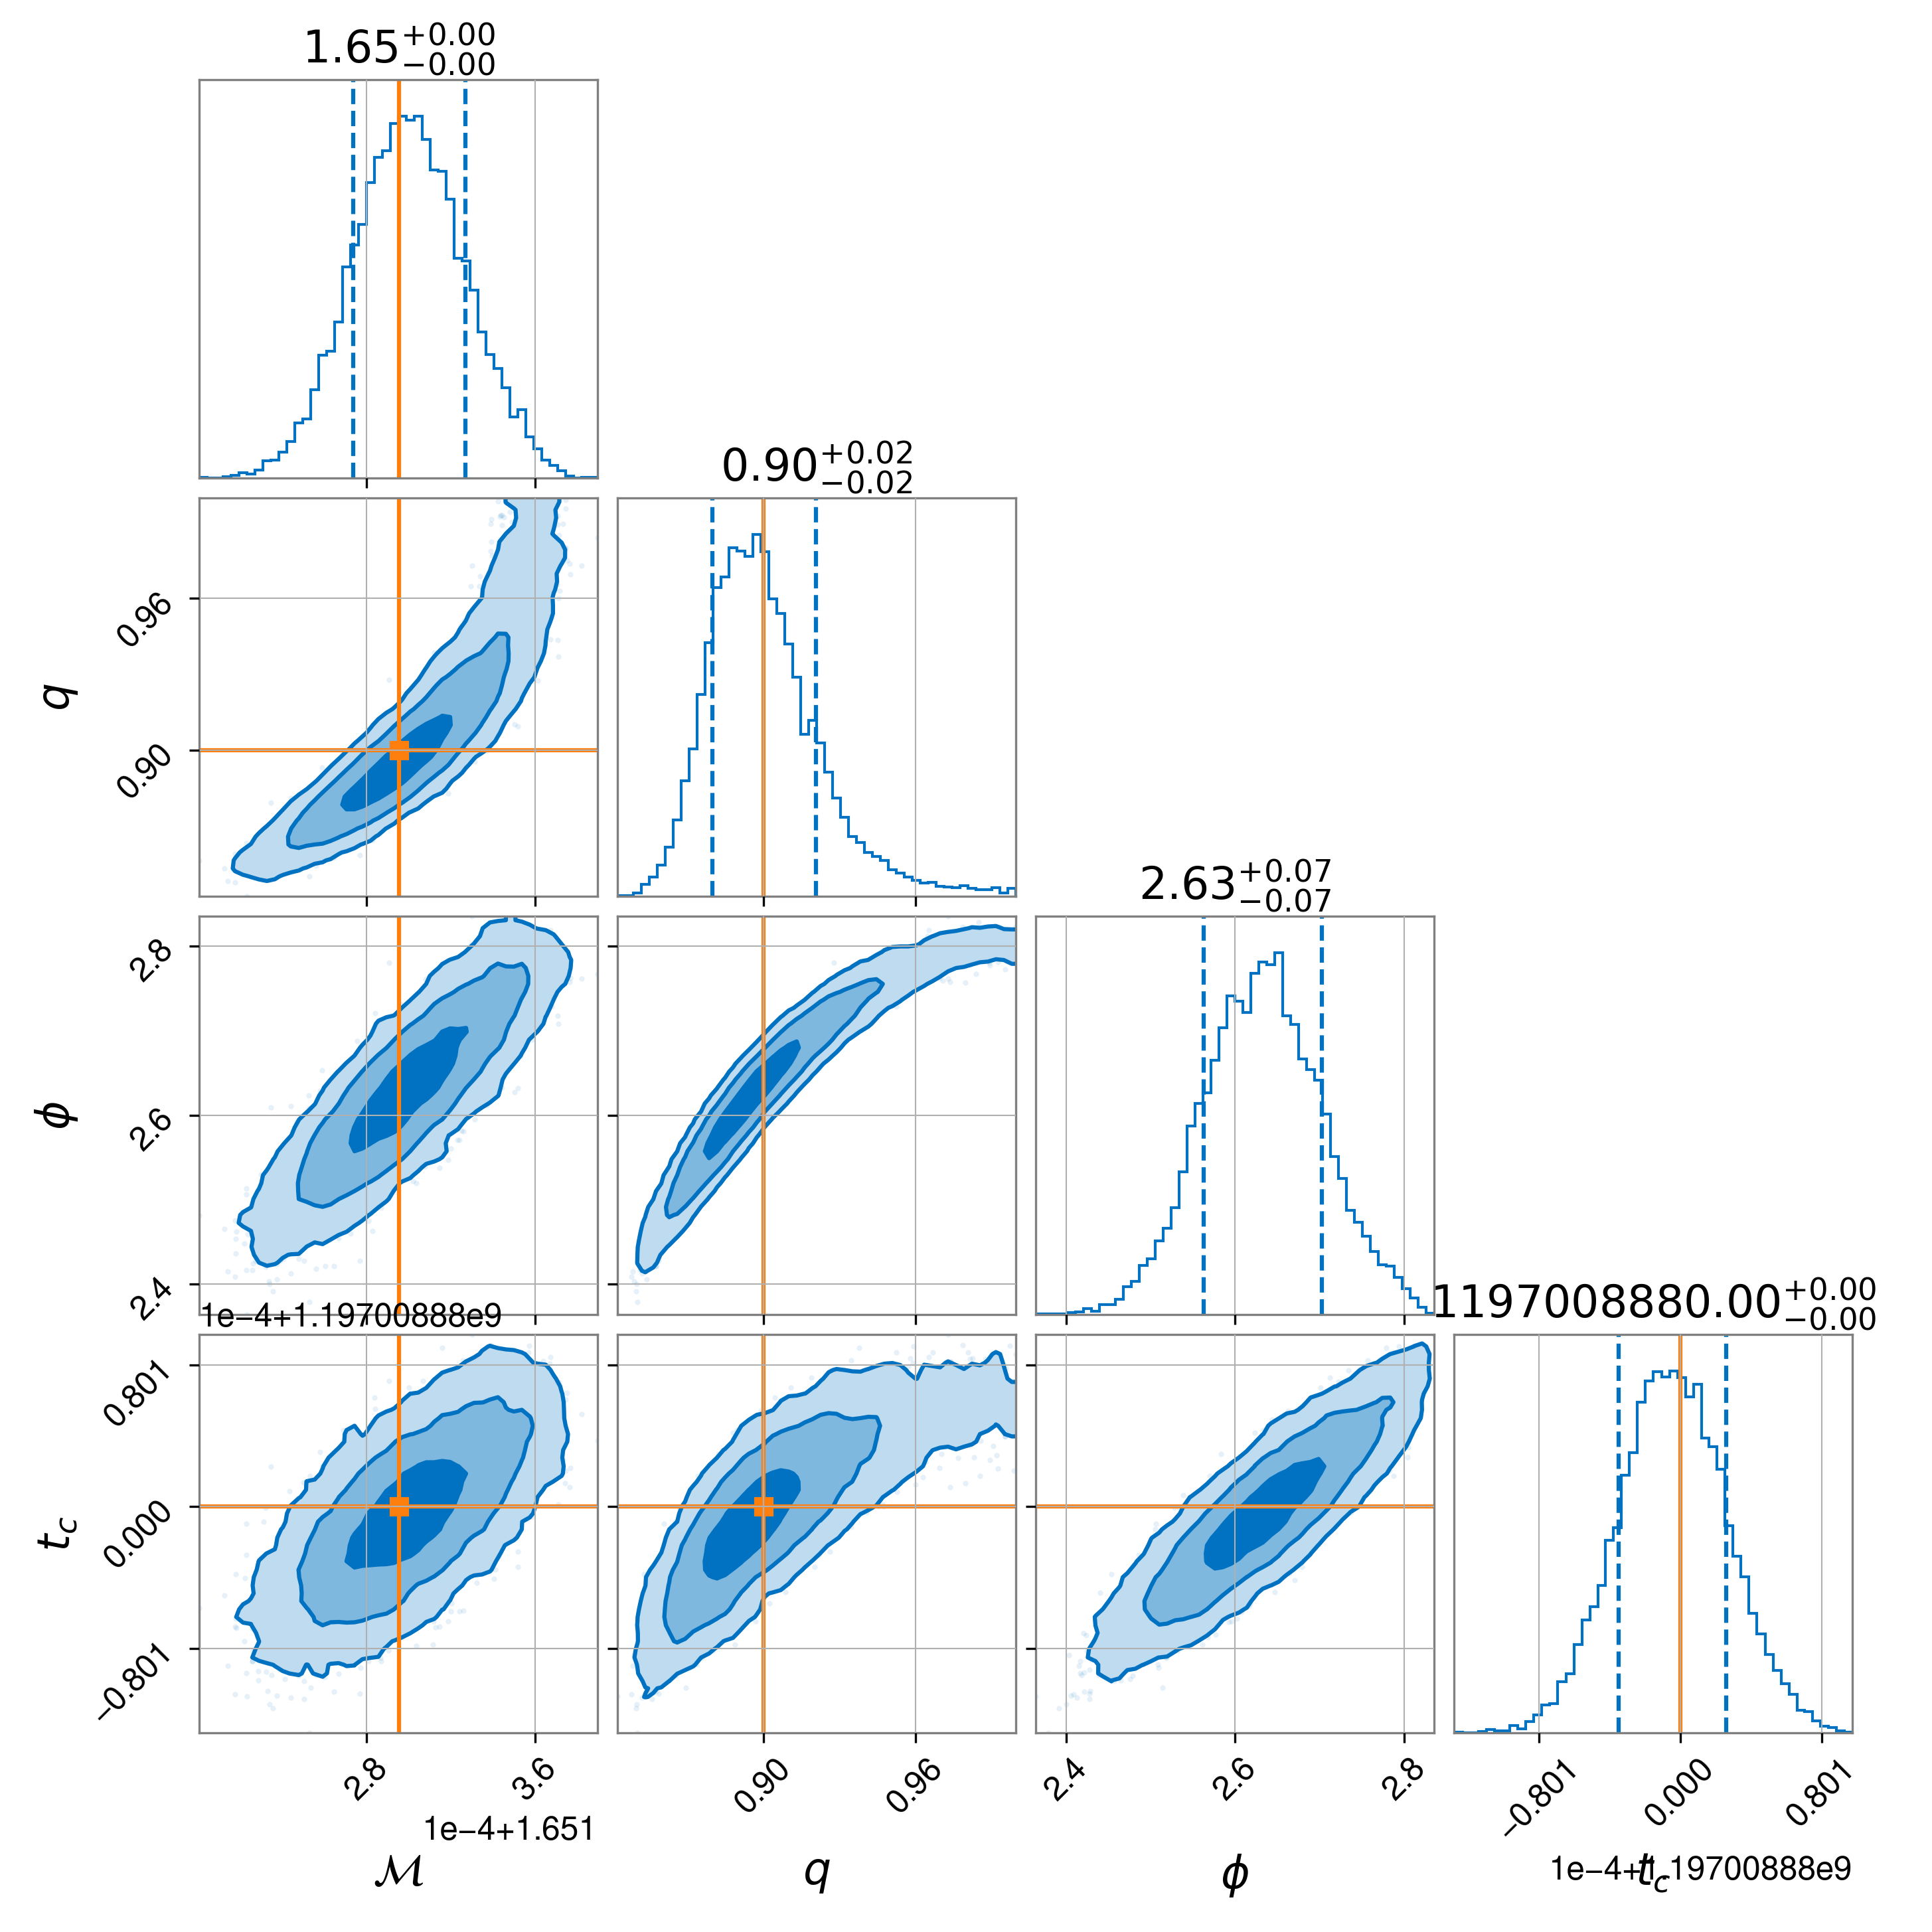 1.65+0.00−0.00
0.90+0.02−0.02
q
0.96
0.90
2.63+0.07−0.07
ϕ
2.8
2.6
2.4
1e−4+1.19700888e9
1197008880.00+0.00−0.00
t_c
0.801
0.000
−0.801
2.8 3.6 0.90 0.96 2.4 2.6 2.8 −0.801 0.000 0.801
1e−4+1.651
1e−4+1.19700888e9
ℳ q ϕ t_c